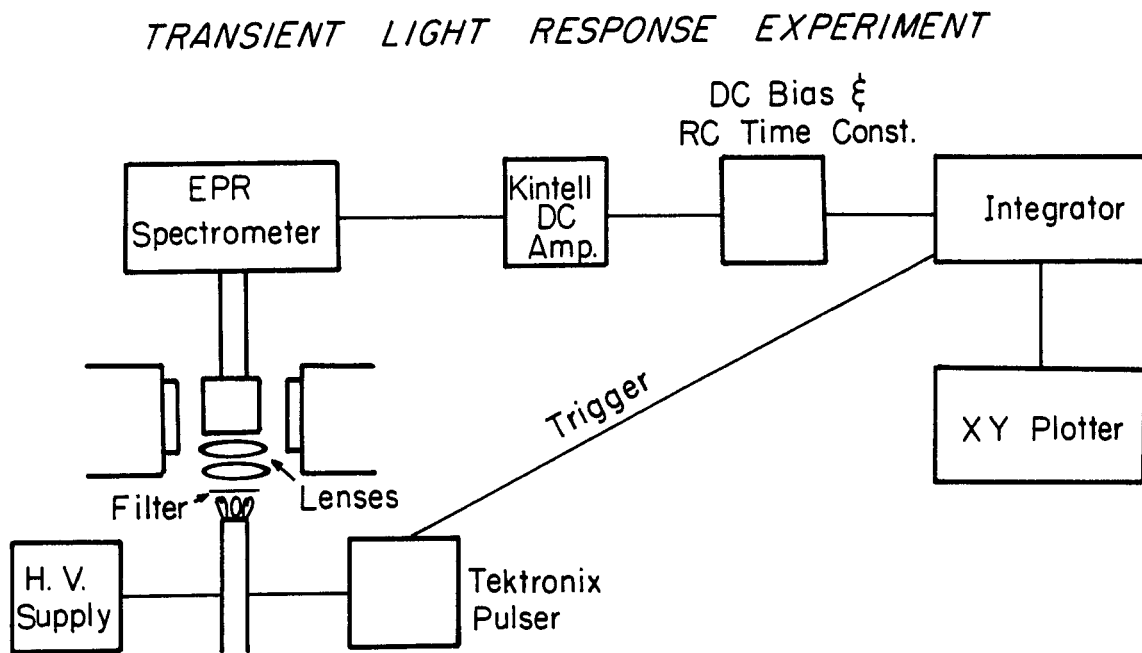 TRANSIENT LIGHT RESPONSE EXPERIMENT
DC Bias &
RC Time Const.
EPR
Spectrometer
Kintell
DC
Amp.
Integrator
Trigger
XY Plotter
Lenses
Filter
H. V.
Supply
Tektronix
Pulser